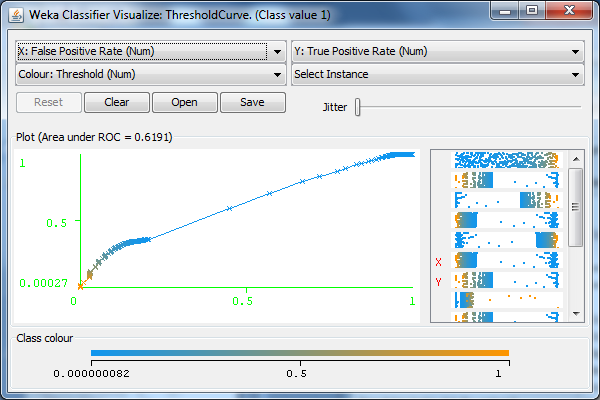 Weka Classifier Visualize: ThresholdCurve. (Class value 1)
X: False Positive Rate (Num) Y: True Positive Rate (Num)
Colour: Threshold (Num) Select Instance
Reset Clear Open Save Jitter
Plot (Area under ROC = 0.6191)
1
0.5
0.00027
0 0.5 1
X
Y
Class colour
0.000000082 0.5 1